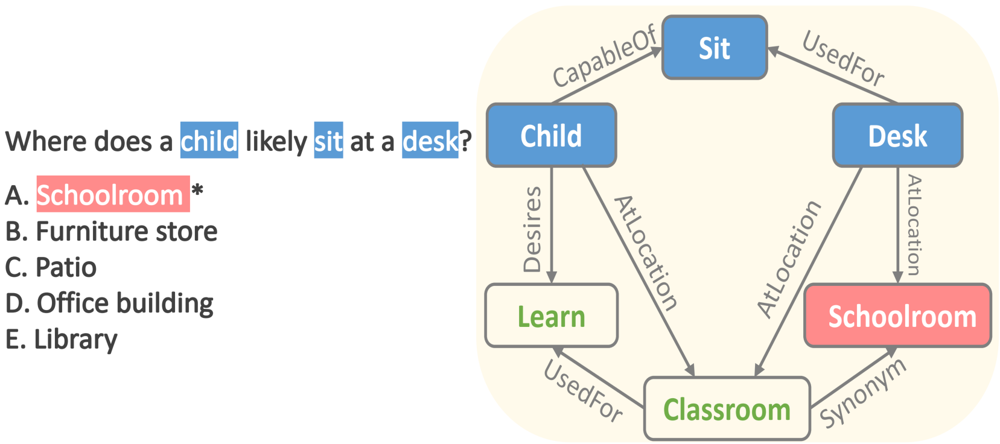 Where does a child likely sit at a desk?
A. Schoolroom *
B. Furniture store
C. Patio
D. Office building
E. Library
Sit
CapableOf
UsedFor
Child
Desk
Desires
AtLocation
AtLocation
AtLocation
Learn
Schoolroom
UsedFor
Synonym
Classroom